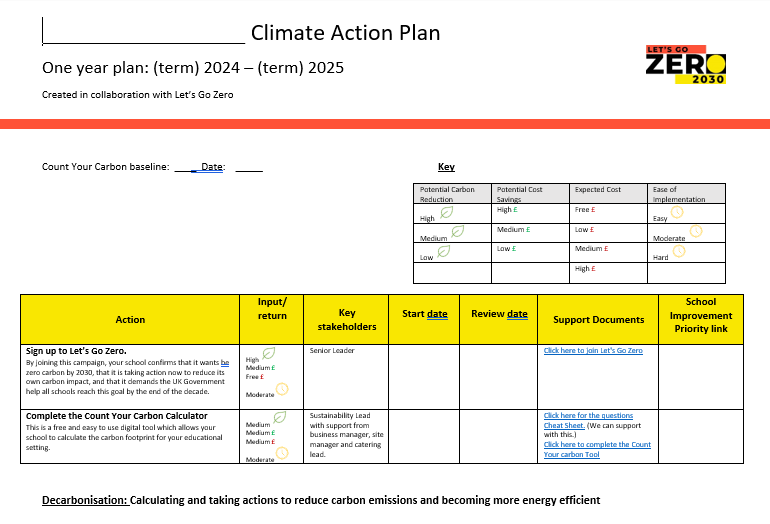 Climate Action Plan
LET'S GO
ZERO
2030
One year plan: (term) 2024 – (term) 2025
Created in collaboration with Let's Go Zero
Count Your Carbon baseline: ____ Date: _____
Key
Potential Carbon Reduction
Potential Cost Savings
Expected Cost
Ease of Implementation
High
High £
Free £
Easy
Medium
Medium £
Low £
Moderate
Low
Low £
Medium £
Hard
High £
Action
Input/
return
Key
stakeholders
Start date
Review date
Support Documents
School
Improvement
Priority link
Sign up to Let's Go Zero.
By joining this campaign, your school confirms that it wants be
zero carbon by 2030, that it is taking action now to reduce its
own carbon impact, and that it demands the UK Government
help all schools reach this goal by the end of the decade.
High
Medium £
Free £
Moderate
Senior Leader
Click here to join Let's Go Zero
Complete the Count Your Carbon Calculator
This is a free and easy to use digital tool which allows your
school to calculate the carbon footprint for your educational
setting.
Medium
Medium £
Medium £
Moderate
Sustainability Lead
with support from
business manager, site
manager and catering
lead.
Click here for the questions
Cheat Sheet. (We can support
with this.)
Click here to complete the Count
Your carbon Tool
Decarbonisation: Calculating and taking actions to reduce carbon emissions and becoming more energy efficient